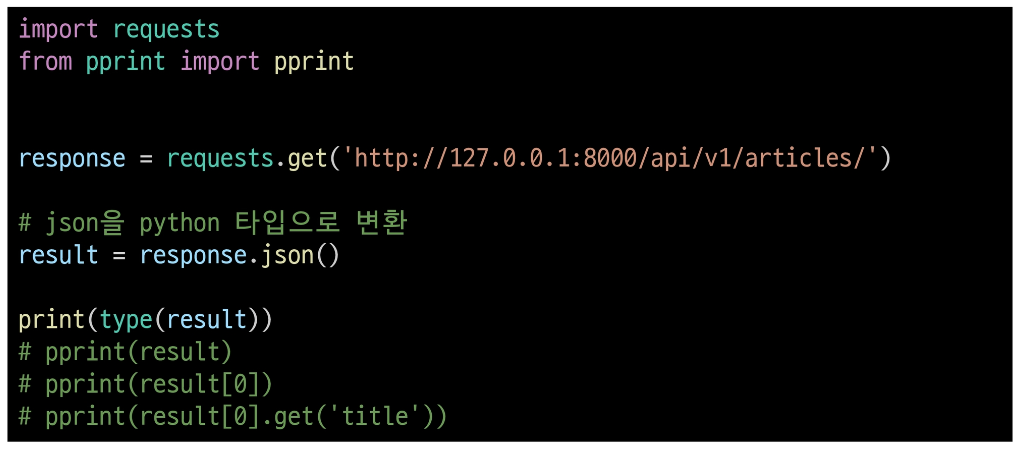 import requests
from pprint import pprint
response = requests.get('http://127.0.0.1:8000/api/v1/articles/')
# json을 python 타입으로 변환
result = response.json()
print(type(result))
# pprint(result)
# pprint(result[0])
# pprint(result[0].get('title'))